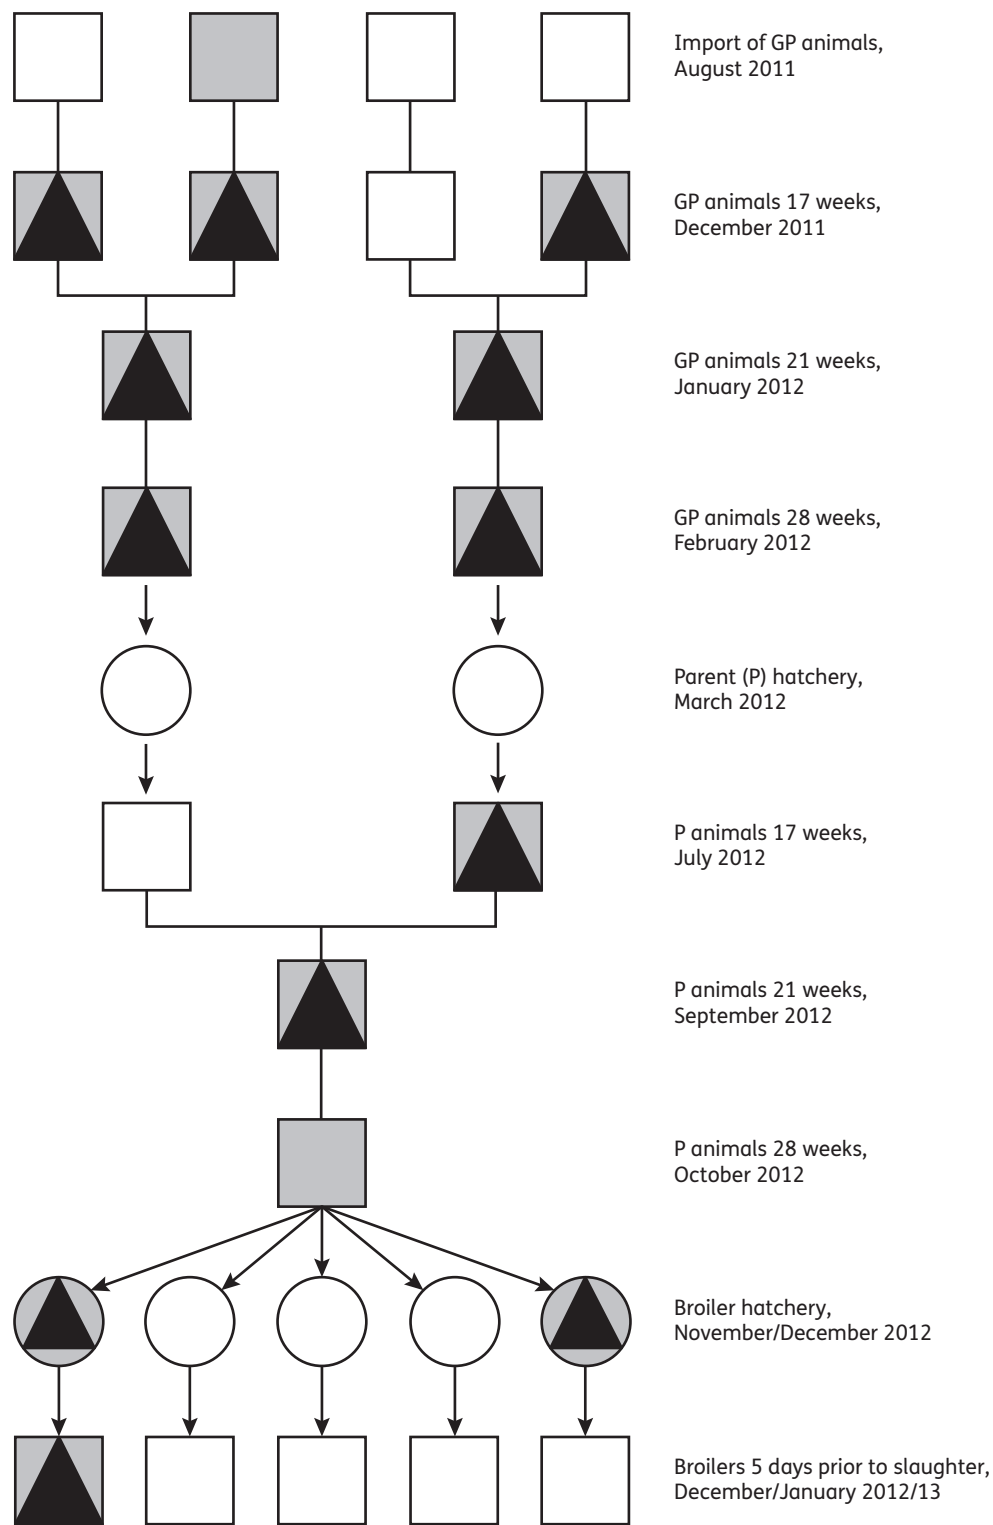 Import of GP animals,
August 2011
GP animals 17 weeks,
December 2011
GP animals 21 weeks,
January 2012
GP animals 28 weeks,
February 2012
Parent (P) hatchery,
March 2012
P animals 17 weeks,
July 2012
P animals 21 weeks,
September 2012
P animals 28 weeks,
October 2012
Broiler hatchery,
November/December 2012
Broilers 5 days prior to slaughter,
December/January 2012/13